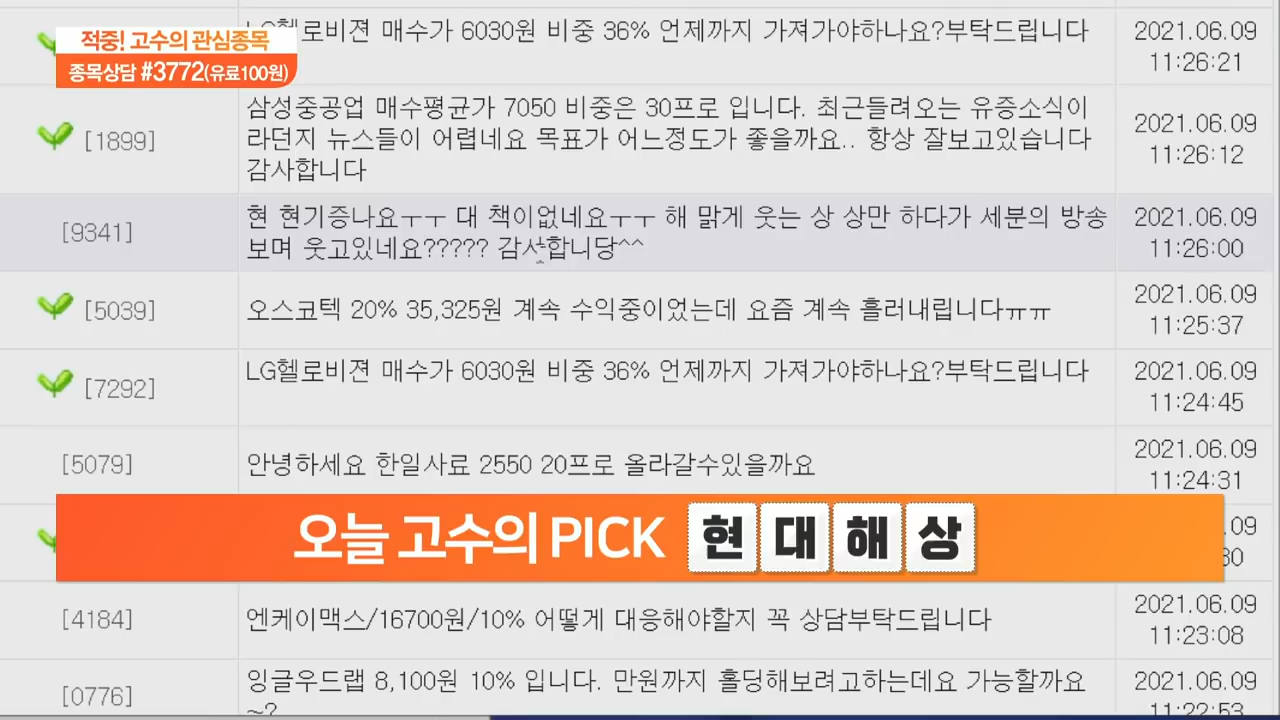 LG헬로비젼 매수가 6030원 비중 36% 언제까지 가져가야하나요?부탁드립니다
2021.06.09
11:26:21
적중! 고수의 관심종목
종목상담 #3772(유료100원)
[1899]
삼성중공업 매수평균가 7050 비중은 30프로 입니다. 최근들려오는 유증소식이
라던지 뉴스들이 어렵네요 목표가 어느정도가 좋을까요.. 항상 잘보고있습니다
감사합니다
2021.06.09
11:26:12
[9341]
현 현기증나요ㅜㅜ 대 책이없네요ㅜㅜ 해 맑게 웃는 상 상만 하다가 세분의 방송
보며 웃고있네요????? 감사합니당^^
2021.06.09
11:26:00
[5039]
오스코텍 20% 35,325원 계속 수익중이었는데 요즘 계속 흘러내립니다ㅠㅠ
2021.06.09
11:25:37
[7292]
LG헬로비젼 매수가 6030원 비중 36% 언제까지 가져가야하나요?부탁드립니다
2021.06.09
11:24:45
[5079]
안녕하세요 한일사료 2550 20프로 올라갈수있을까요
2021.06.09
11:24:31
오늘 고수의 PICK 현대해상
.09
30
[4184]
엔케이맥스/16700원/10% 어떻게 대응해야할지 꼭 상담부탁드립니다
2021.06.09
11:23:08
[0776]
잉글우드랩 8,100원 10% 입니다. 만원까지 홀딩해보려고하는데요 가능할까요
~?
2021.06.09
11:22:53